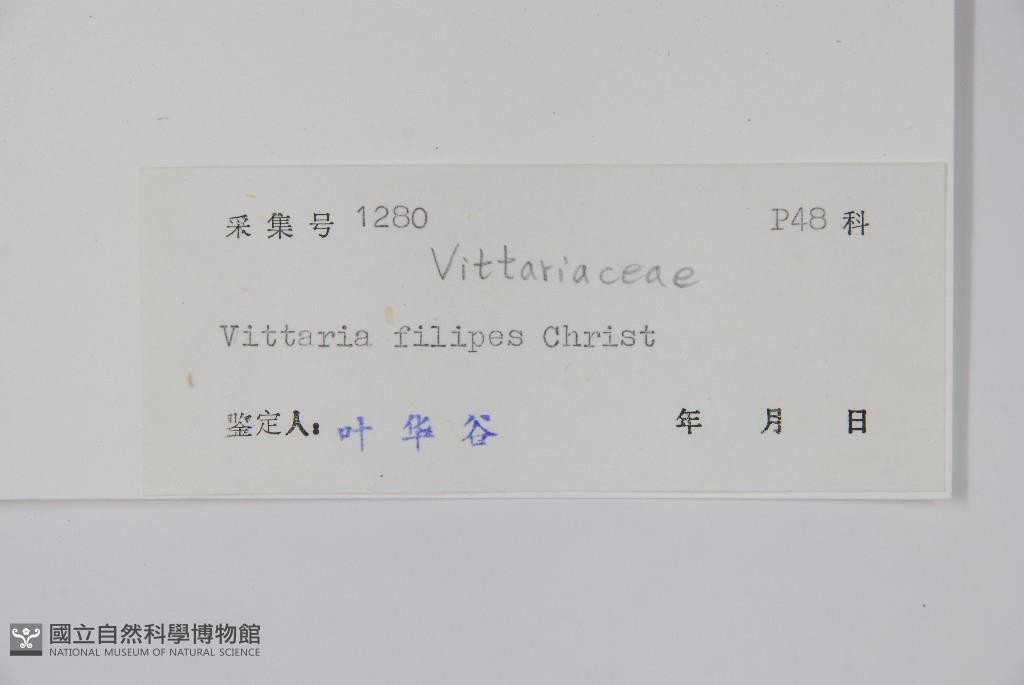 采集号 1280 P48 科
Vittariaceae
Vittaria filipes Christ
鉴定人: 叶华谷 年 月 日
國立自然科學博物館
NATIONAL MUSEUM OF NATURAL SCIENCE